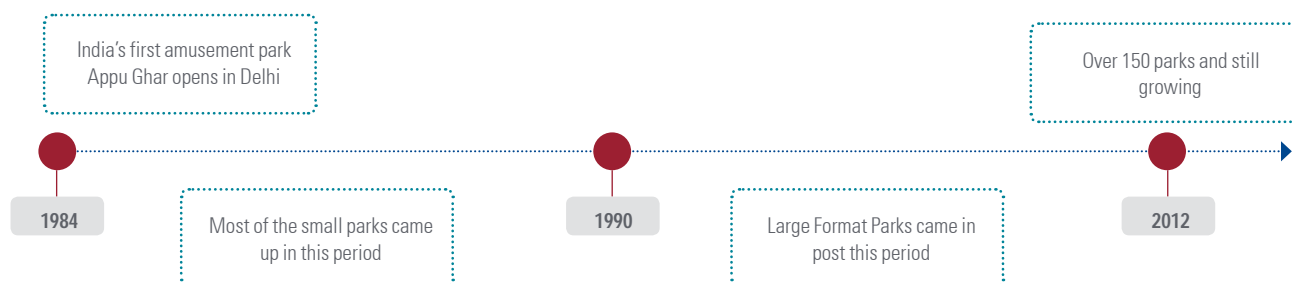 India's first amusement park
Appu Ghar opens in Delhi
Over 150 parks and still
growing
1984
Most of the small parks came
up in this period
1990
Large Format Parks came in
post this period
2012